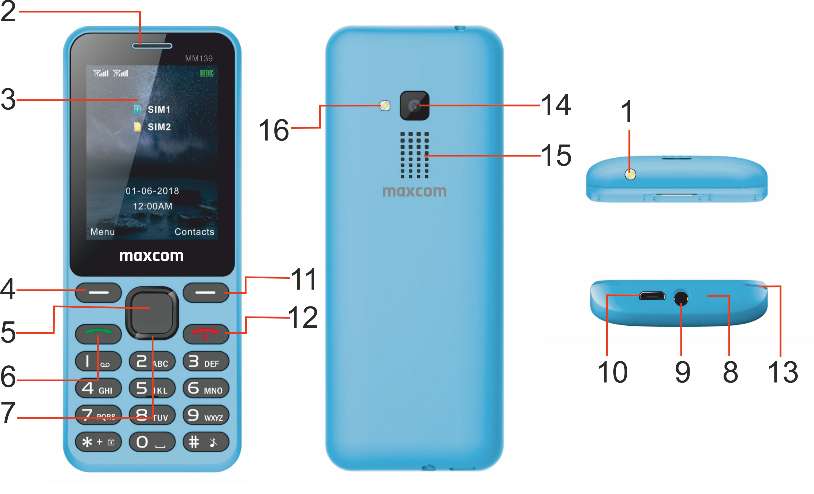 2
MM139
3
SIM1
SIM2
01-06-2018
12:00AM
Menu Contacts
maxcom
4
11
5
12
6
7
1
2 ABC
3 DEF
4 GHI
5 JKL
6 MNO
7 PQRS
8 TUV
9 WXYZ
* +
0
#
16
14
15
maxcom
1
10
9
8
13